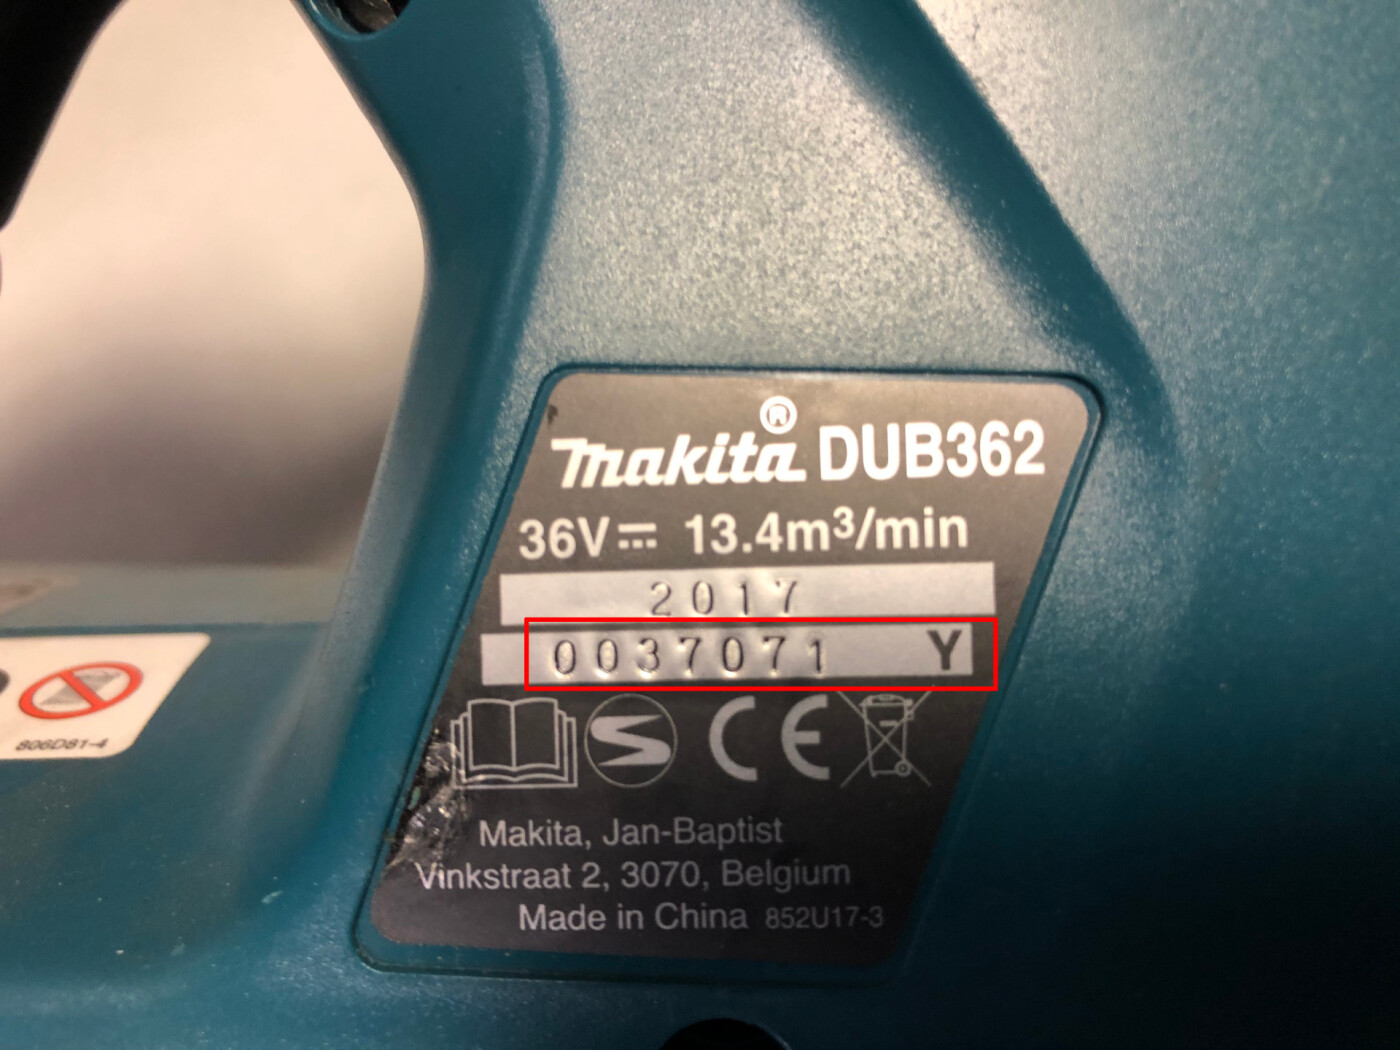 makita® DUB362
36V 13.4m³/min
2017
0037071 Y
CE
Makita, Jan-Baptist
Vinkstraat 2, 3070, Belgium
Made in China 852U17-3
806D81-4